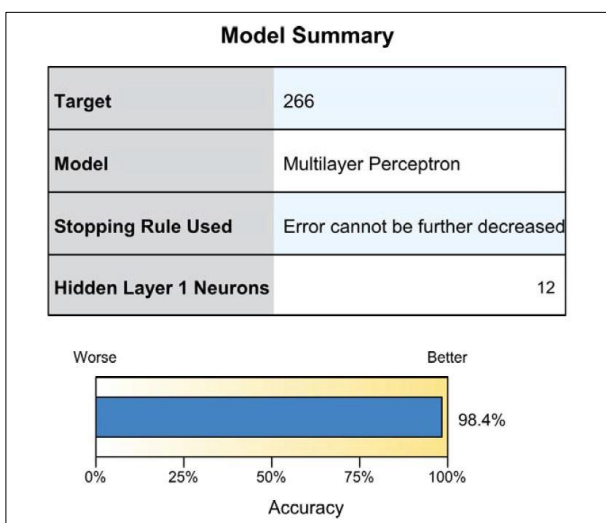 Model Summary
Target 266
Model Multilayer Perceptron
Stopping Rule Used Error cannot be further decreased
Hidden Layer 1 Neurons 12
Worse Better
98.4%
0% 25% 50% 75% 100%
Accuracy